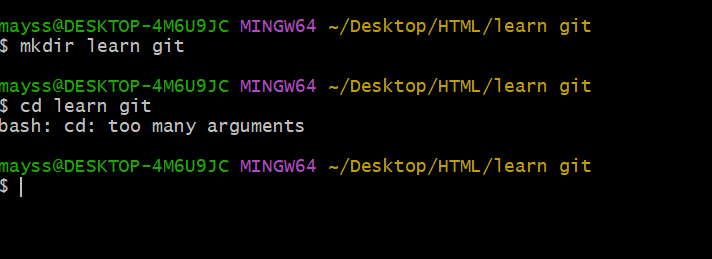 mayss@DESKTOP-4M6U9JC MINGW64 ~/Desktop/HTML/learn git
$ mkdir learn git
mayss@DESKTOP-4M6U9JC MINGW64 ~/Desktop/HTML/learn git
$ cd learn git
bash: cd: too many arguments
mayss@DESKTOP-4M6U9JC MINGW64 ~/Desktop/HTML/learn git
$